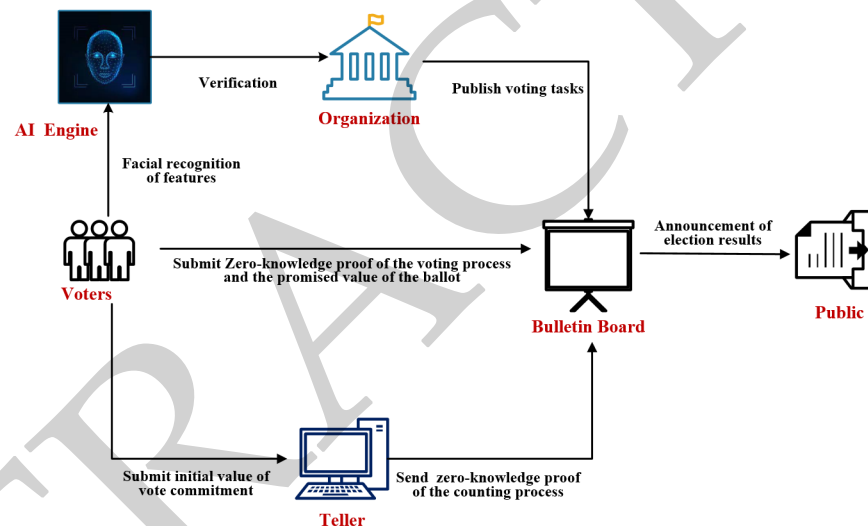 Verification
Publish voting tasks
Organization
AI  Engine
Facial recognition
of features
Announcement of
election results
Submit Zero-knowledge proof of the voting process
and the promised value of the ballot
Voters
Public
Bulletin Board
Submit initial value of
vote commitment
Send  zero-knowledge proof
of the counting process
Teller